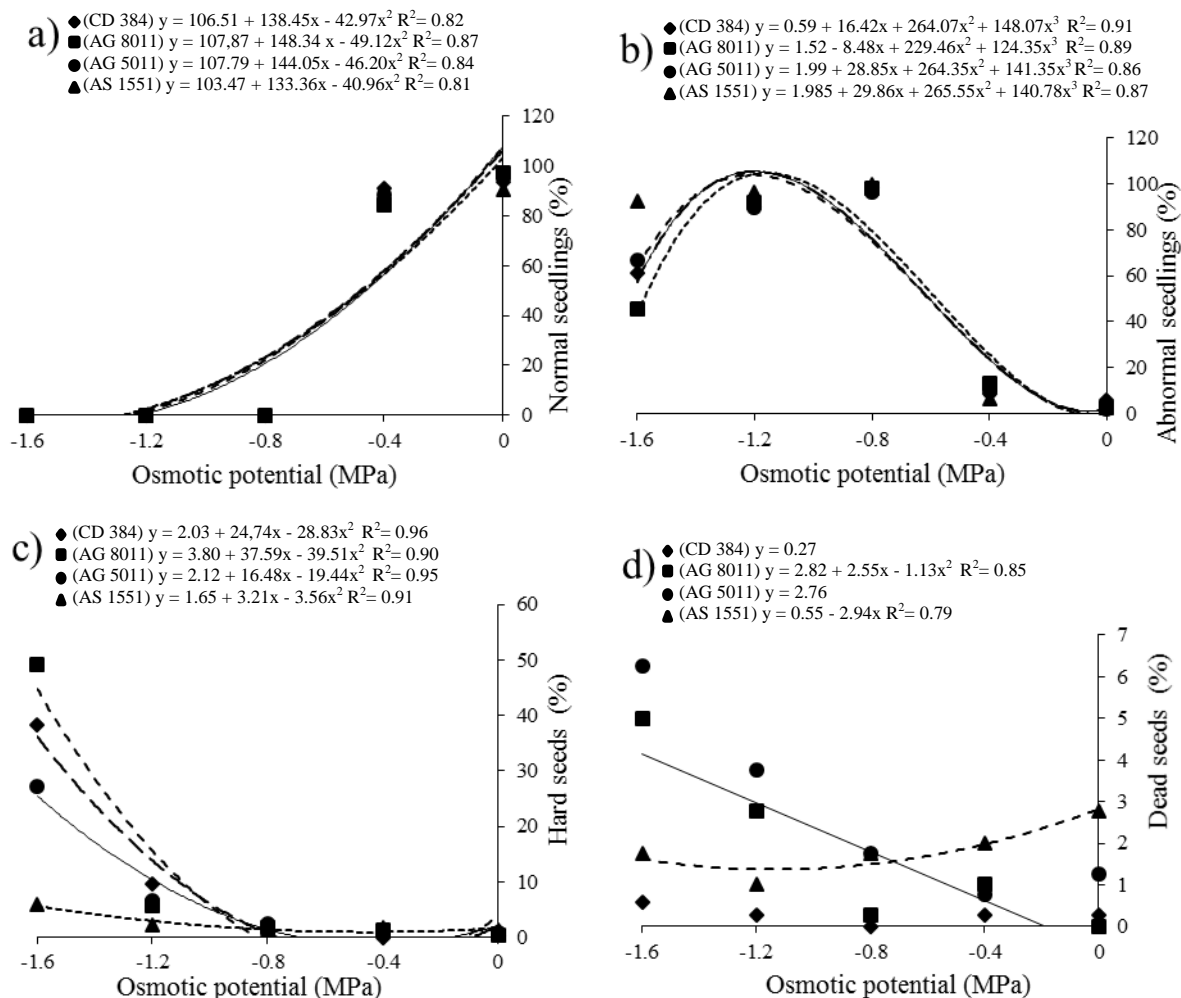 a)
(CD 384) y = 106.51 + 138.45x - 42.97x² R²= 0.82
(AG 8011) y = 107,87 + 148.34 x - 49.12x² R²= 0.87
(AG 5011) y = 107.79 + 144.05x - 46.20x² R²= 0.84
(AS 1551) y = 103.47 + 133.36x - 40.96x² R²= 0.81
120
100
80
60
40
20
0
Normal seedlings (%)
-1.6 -1.2 -0.8 -0.4 0
Osmotic potential (MPa)
b)
(CD 384) y = 0.59 + 16.42x + 264.07x² + 148.07x³ R²= 0.91
(AG 8011) y = 1.52 - 8.48x + 229.46x² + 124.35x³ R²= 0.89
(AG 5011) y = 1.99 + 28.85x + 264.35x² + 141.35x³ R²= 0.86
(AS 1551) y = 1.985 + 29.86x + 265.55x² + 140.78x³ R²= 0.87
120
100
80
60
40
20
0
Abnormal seedlings (%)
-1.6 -1.2 -0.8 -0.4 0
Osmotic potential (MPa)
c)
(CD 384) y = 2.03 + 24,74x - 28.83x² R²= 0.96
(AG 8011) y = 3.80 + 37.59x - 39.51x² R²= 0.90
(AG 5011) y = 2.12 + 16.48x - 19.44x² R²= 0.95
(AS 1551) y = 1.65 + 3.21x - 3.56x² R²= 0.91
60
50
40
30
20
10
0
Hard seeds (%)
-1.6 -1.2 -0.8 -0.4 0
Osmotic potential (MPa)
d)
(CD 384) y = 0.27
(AG 8011) y = 2.82 + 2.55x - 1.13x² R²= 0.85
(AG 5011) y = 2.76
(AS 1551) y = 0.55 - 2.94x R²= 0.79
7
6
5
4
3
2
1
0
Dead seeds (%)
-1.6 -1.2 -0.8 -0.4 0
Osmotic potential (MPa)